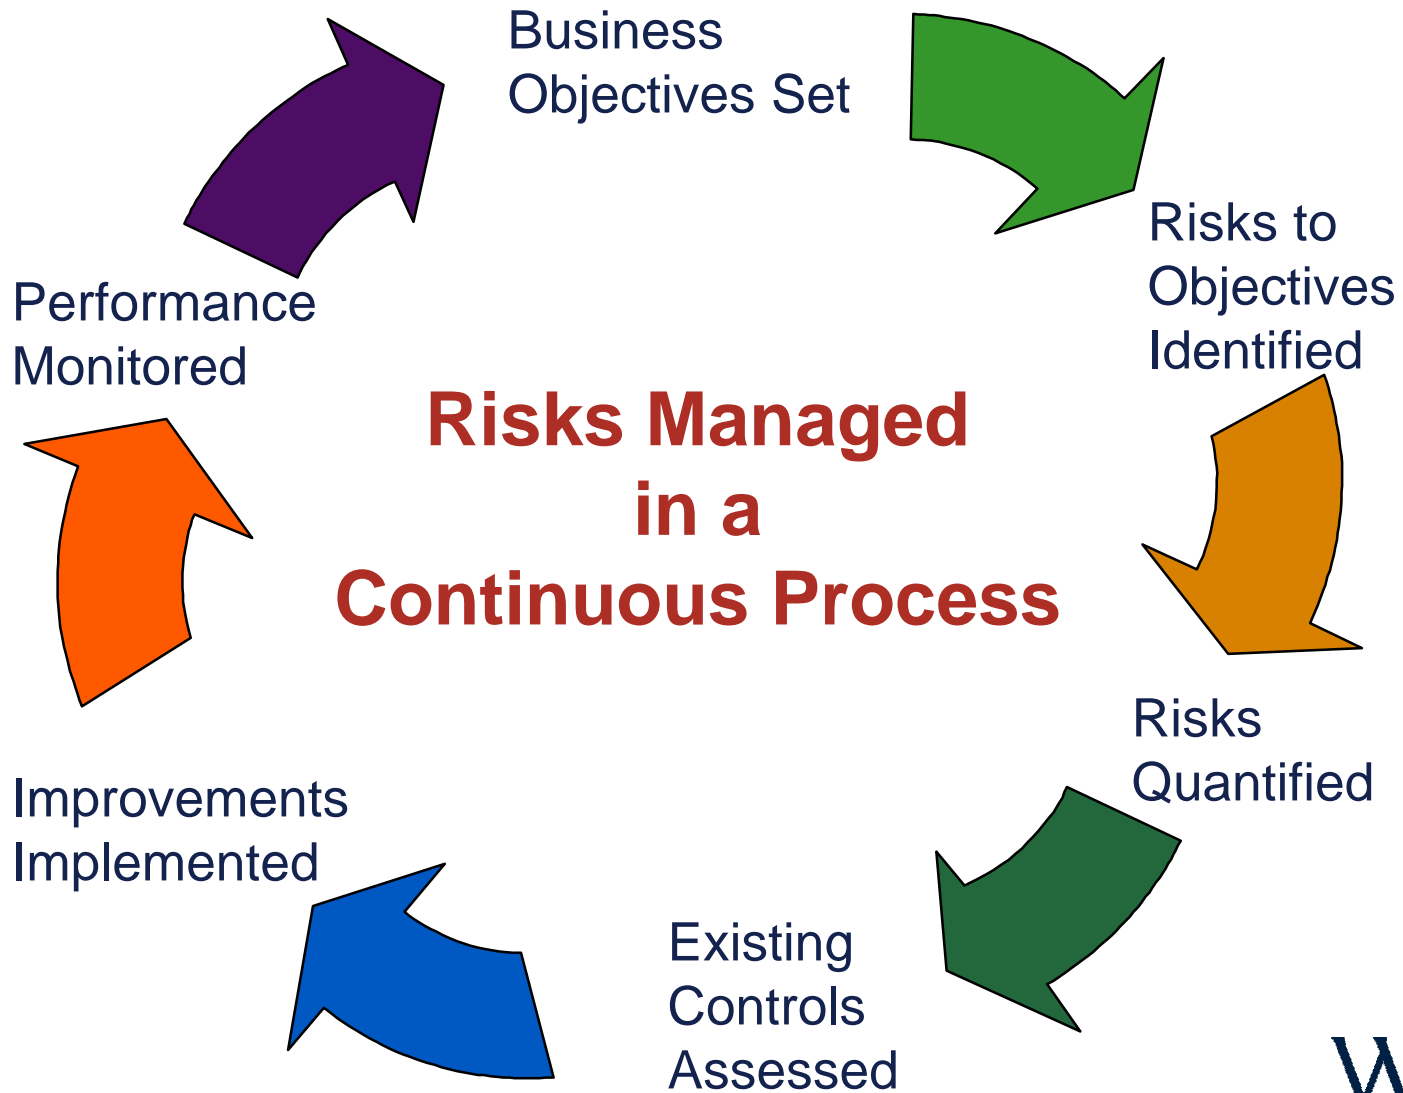 Business
Objectives Set
Risks to
Objectives
Identified
Performance
Monitored
Risks Managed
in a
Continuous Process
Risks
Quantified
Improvements
Implemented
Existing
Controls
Assessed